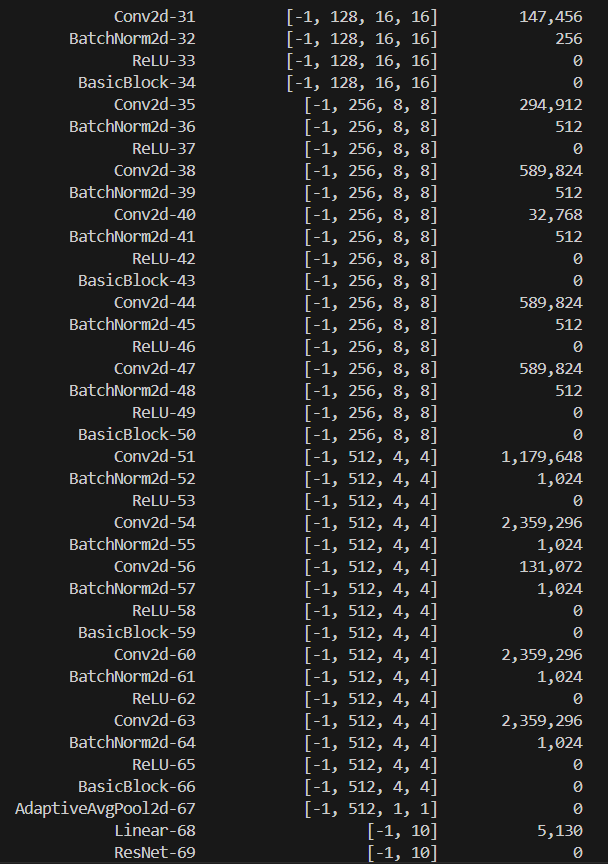 Conv2d-31 [-1, 128, 16, 16] 147,456
BatchNorm2d-32 [-1, 128, 16, 16] 256
ReLU-33 [-1, 128, 16, 16] 0
BasicBlock-34 [-1, 128, 16, 16] 0
Conv2d-35 [-1, 256, 8, 8] 294,912
BatchNorm2d-36 [-1, 256, 8, 8] 512
ReLU-37 [-1, 256, 8, 8] 0
Conv2d-38 [-1, 256, 8, 8] 589,824
BatchNorm2d-39 [-1, 256, 8, 8] 512
Conv2d-40 [-1, 256, 8, 8] 32,768
BatchNorm2d-41 [-1, 256, 8, 8] 512
ReLU-42 [-1, 256, 8, 8] 0
BasicBlock-43 [-1, 256, 8, 8] 0
Conv2d-44 [-1, 256, 8, 8] 589,824
BatchNorm2d-45 [-1, 256, 8, 8] 512
ReLU-46 [-1, 256, 8, 8] 0
Conv2d-47 [-1, 256, 8, 8] 589,824
BatchNorm2d-48 [-1, 256, 8, 8] 512
ReLU-49 [-1, 256, 8, 8] 0
BasicBlock-50 [-1, 256, 8, 8] 0
Conv2d-51 [-1, 512, 4, 4] 1,179,648
BatchNorm2d-52 [-1, 512, 4, 4] 1,024
ReLU-53 [-1, 512, 4, 4] 0
Conv2d-54 [-1, 512, 4, 4] 2,359,296
BatchNorm2d-55 [-1, 512, 4, 4] 1,024
Conv2d-56 [-1, 512, 4, 4] 131,072
BatchNorm2d-57 [-1, 512, 4, 4] 1,024
ReLU-58 [-1, 512, 4, 4] 0
BasicBlock-59 [-1, 512, 4, 4] 0
Conv2d-60 [-1, 512, 4, 4] 2,359,296
BatchNorm2d-61 [-1, 512, 4, 4] 1,024
ReLU-62 [-1, 512, 4, 4] 0
Conv2d-63 [-1, 512, 4, 4] 2,359,296
BatchNorm2d-64 [-1, 512, 4, 4] 1,024
ReLU-65 [-1, 512, 4, 4] 0
BasicBlock-66 [-1, 512, 4, 4] 0
AdaptiveAvgPool2d-67 [-1, 512, 1, 1] 0
Linear-68 [-1, 10] 5,130
ResNet-69 [-1, 10] 0